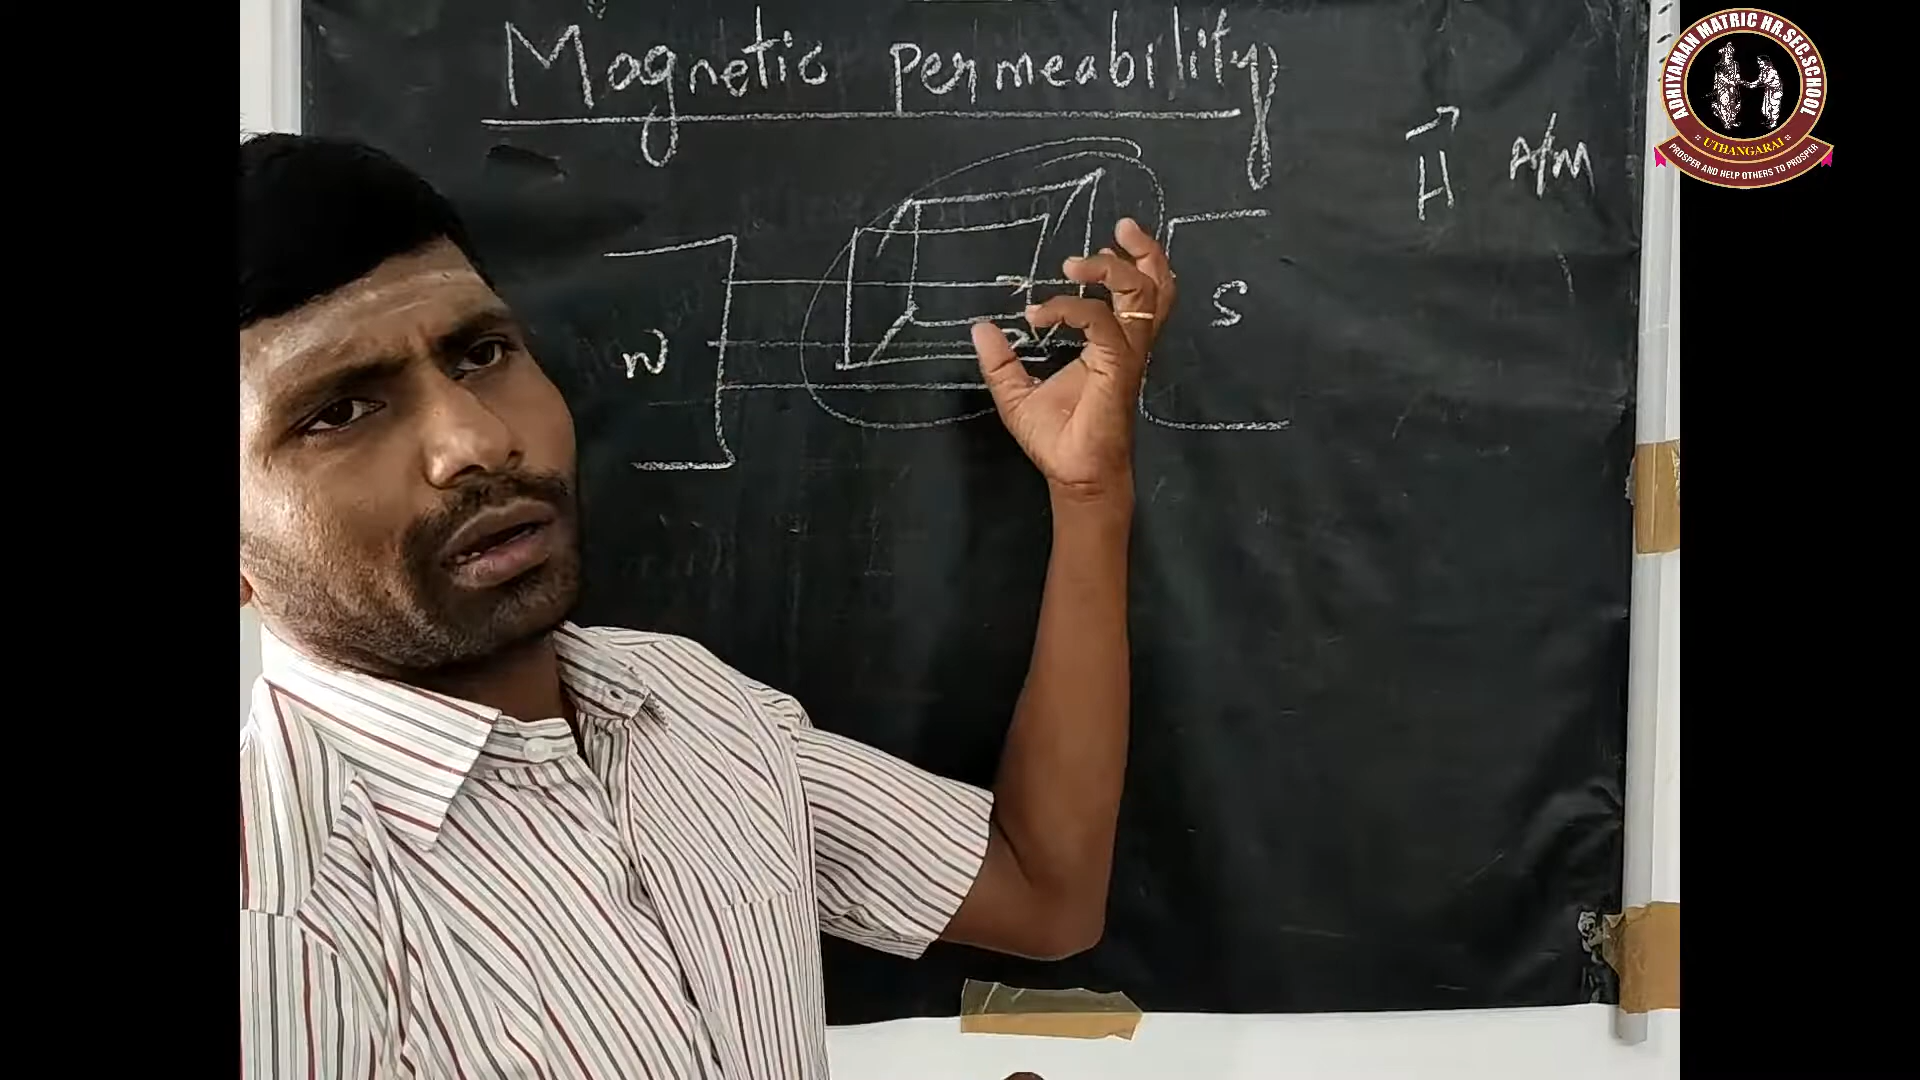 Magnetic permeability
H A/M
N
S
ADHIYAMAN MATRIC HR.SEC.SCHOOL
UTHANGARAI
PROSPER AND HELP OTHERS TO PROSPER